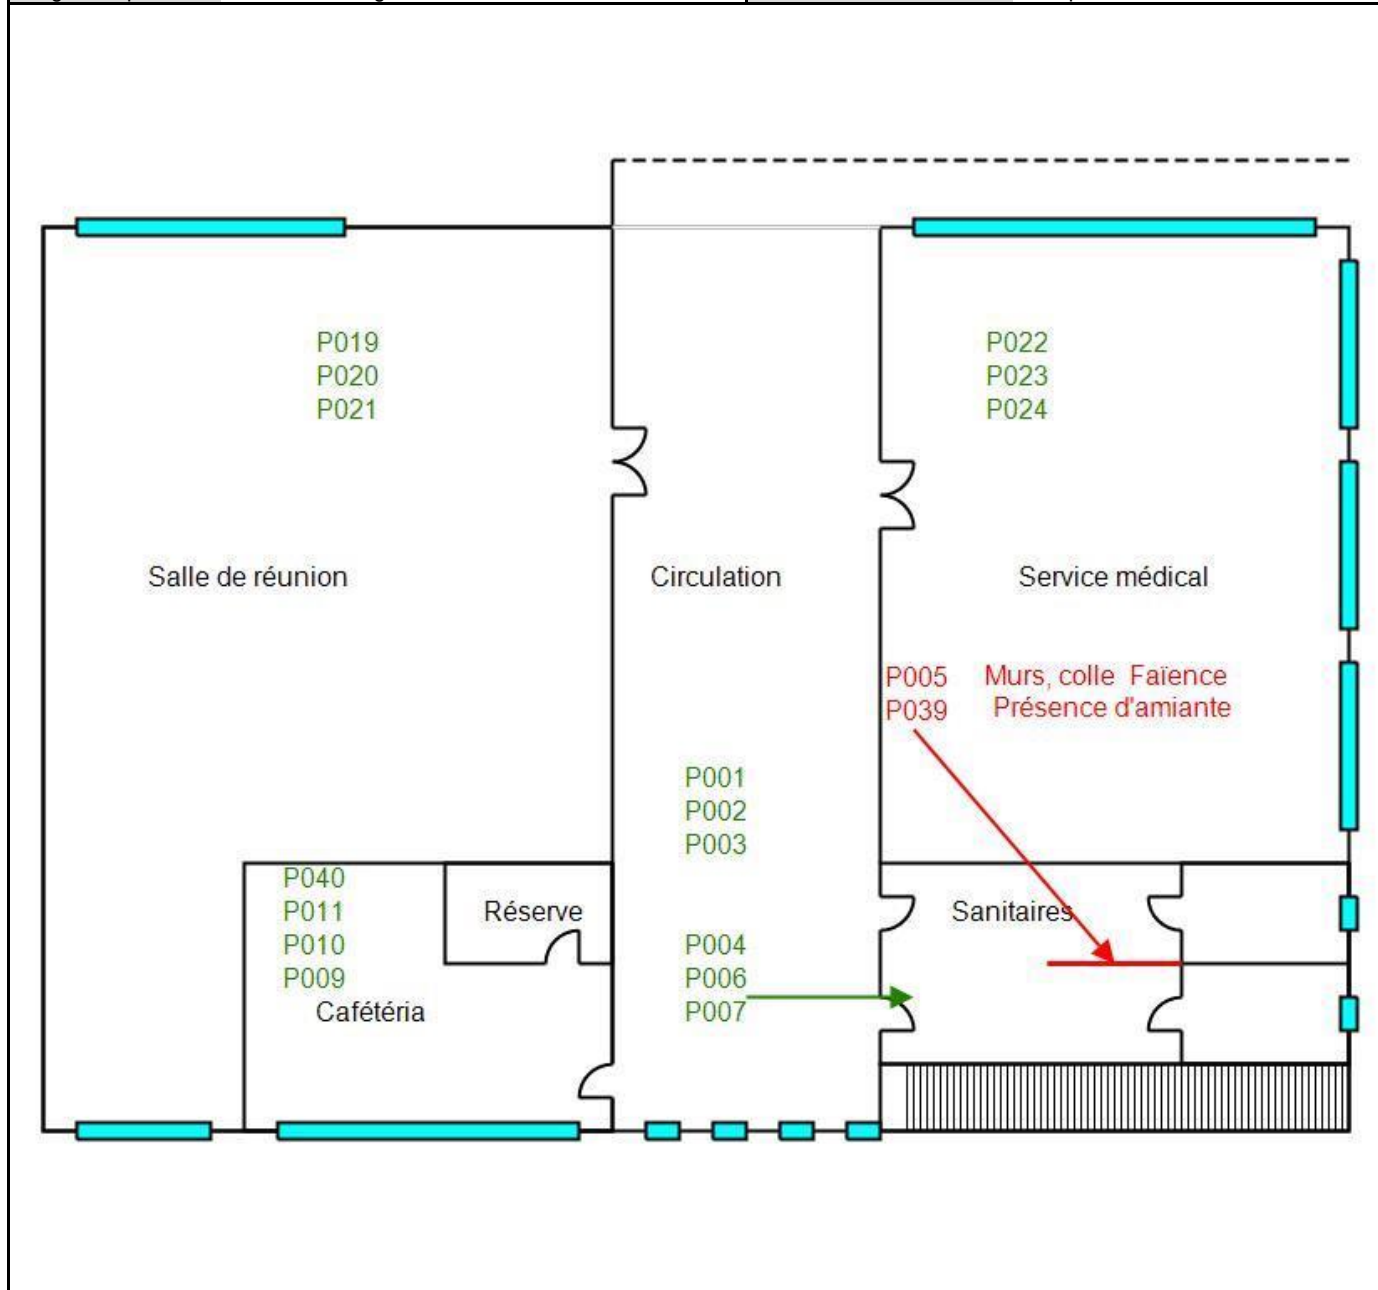 P019
P020
P021
P022
P023
P024
Salle de réunion
Circulation
Service médical
P005 Murs, colle Faïence
P039 Présence d'amiante
P001
P002
P003
P040
P011
P010
P009
Cafétéria
Réserve
P004
P006
P007
Sanitaires